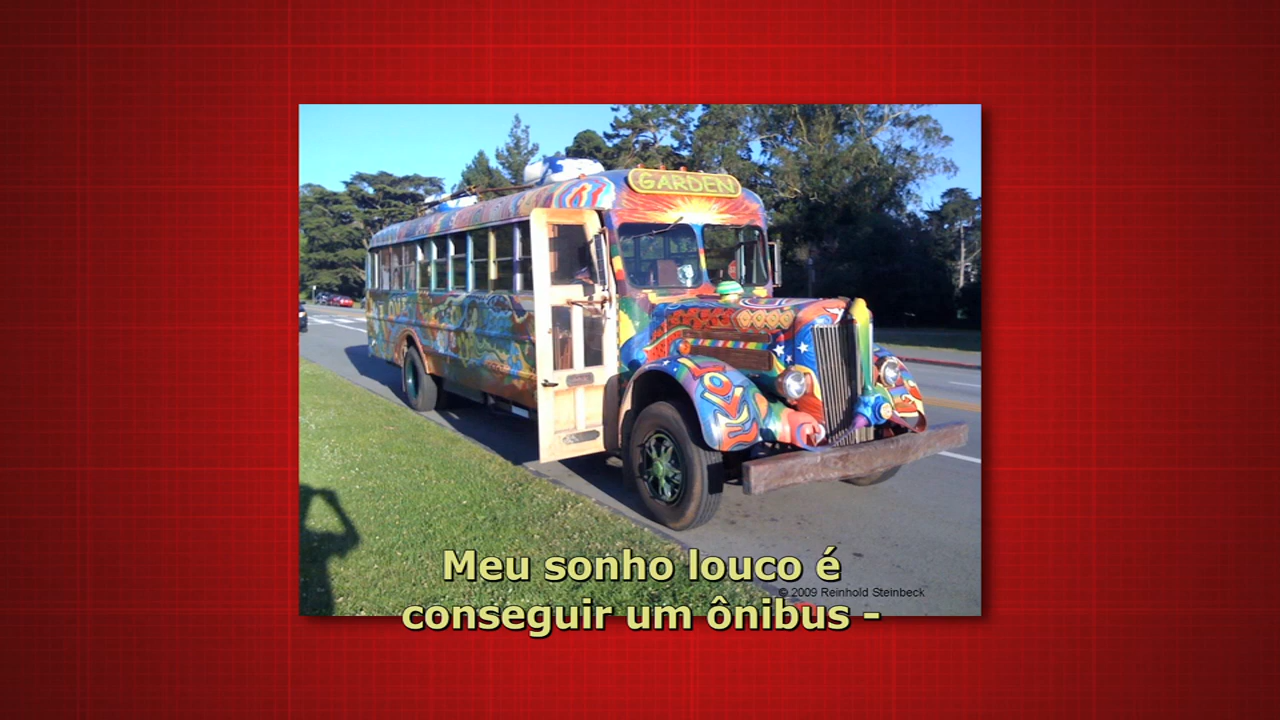 GARDEN
Meu sonho louco é
© 2009 Reinhold Steinbeck
conseguir um ônibus -